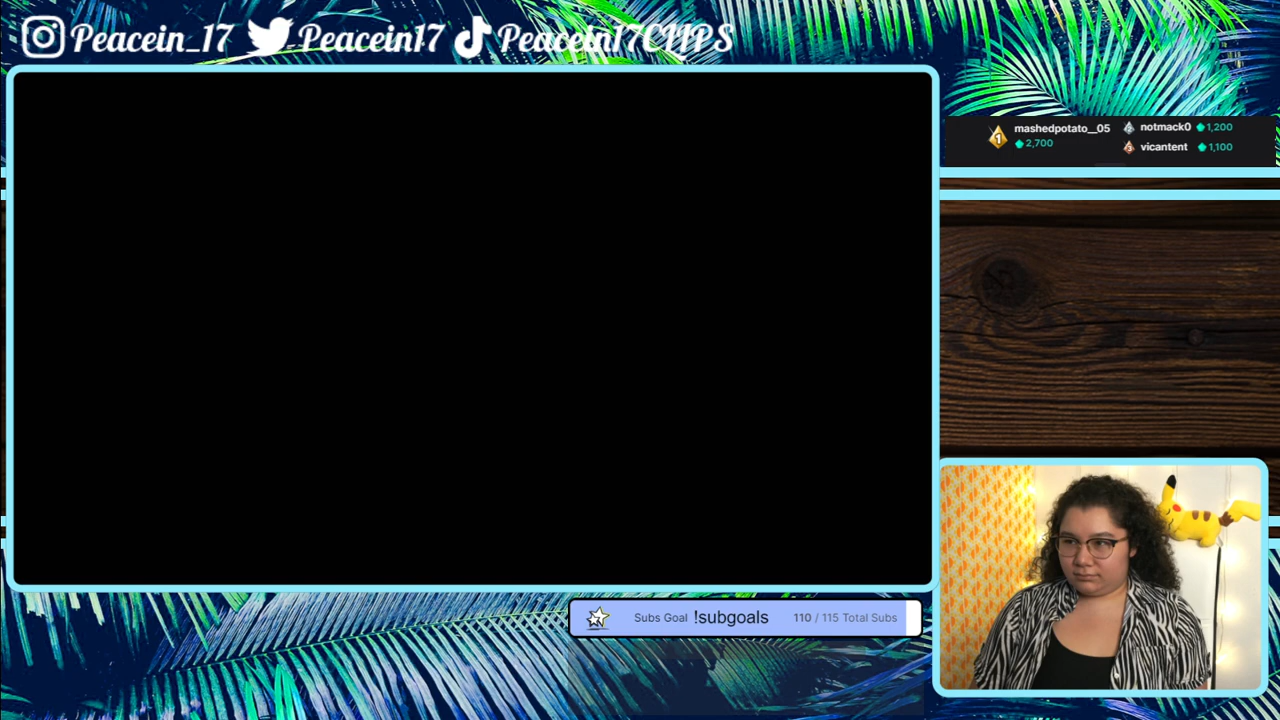 Peacein_17 Peacein17 Peacein17ClIPS
mashedpotato__05
2,700
notmack0 1,200
vicantent 1,100
Subs Goal !subgoals 110 / 115 Total Subs